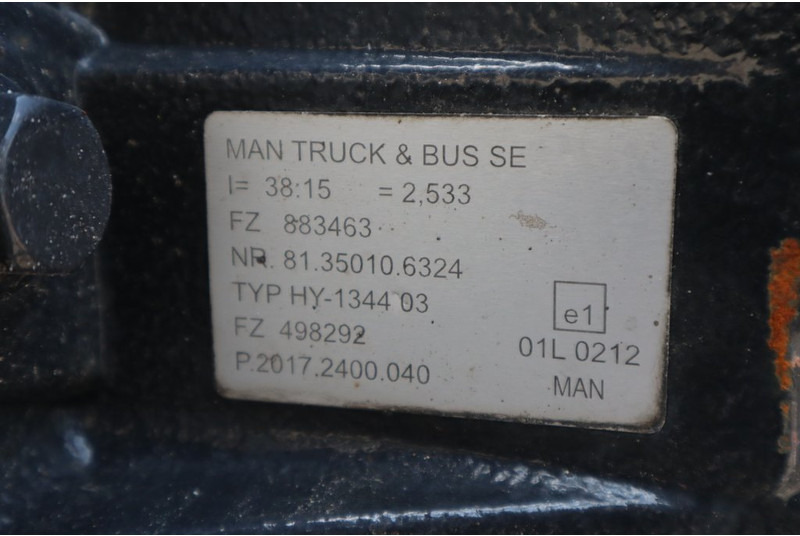 MAN TRUCK & BUS SE
I= 38:15 = 2,533
FZ 883463
NR. 81.35010.6324
TYP HY-1344 03
FZ 498292
P.2017.2400.040
e1
01L 0212
MAN